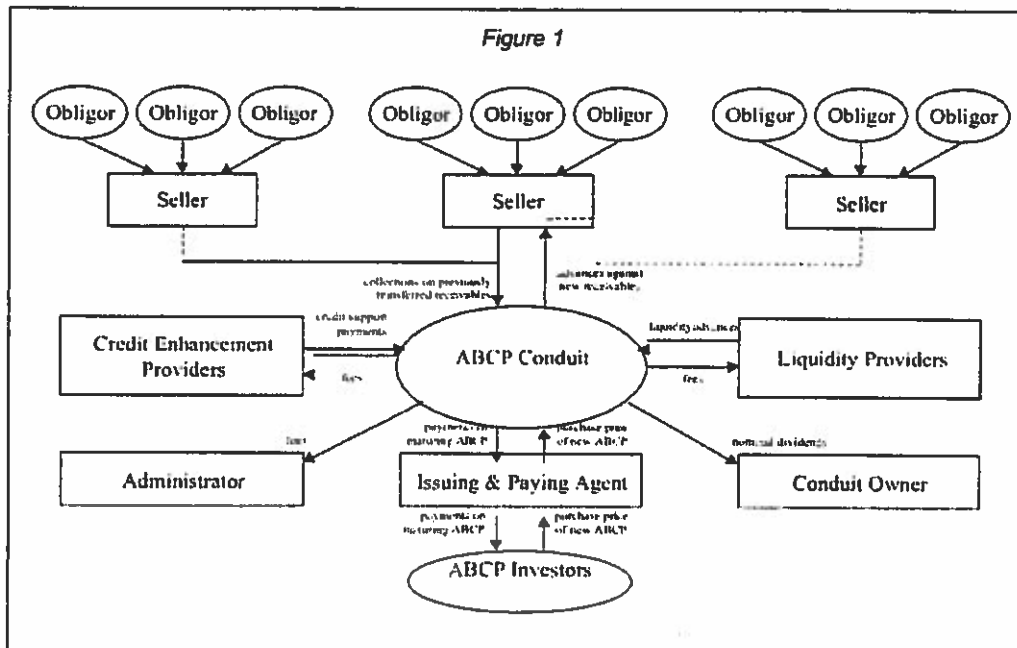 Figure 1
Obligor
Obligor
Obligor
Obligor
Obligor
Obligor
Obligor
Obligor
Obligor
Seller
Seller
Seller
collections on previously
transferred receivables
advances against
new receivables
credit support
payments
Credit Enhancement
Providers
fees
ABCP Conduit
liquidity advances
fees
Liquidity Providers
fees
payments on
maturing ABCP
purchase price
of new ABCP
nominal dividends
Administrator
Issuing & Paying Agent
Conduit Owner
payments on
maturing ABCP
purchase price
of new ABCP
ABCP Investors